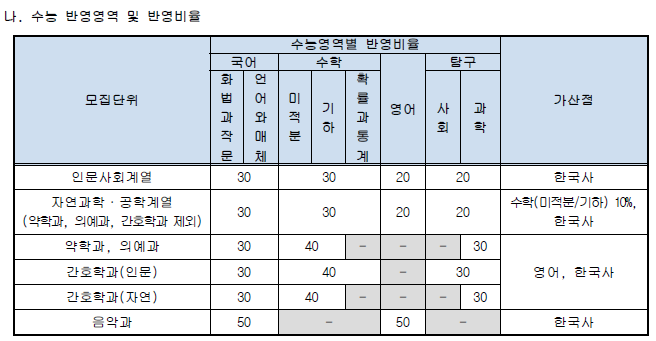 나. 수능 반영영역 및 반영비율
모집단위 수능영역별 반영비율 가산점
국어 수학 영어 탐구
화법과작문 언어와매체 미적분 기하 확률과통계 사회 과학
인문사회계열 30 30 20 20 한국사
자연과학·공학계열
(약학과, 의예과, 간호학과 제외) 30 30 20 20 수학(미적분/기하) 10%,
한국사
약학과, 의예과 30 40 - - - 30 영어, 한국사
간호학과(인문) 30 40 - 30
간호학과(자연) 30 40 - - - 30
음악과 50 - 50 - 한국사